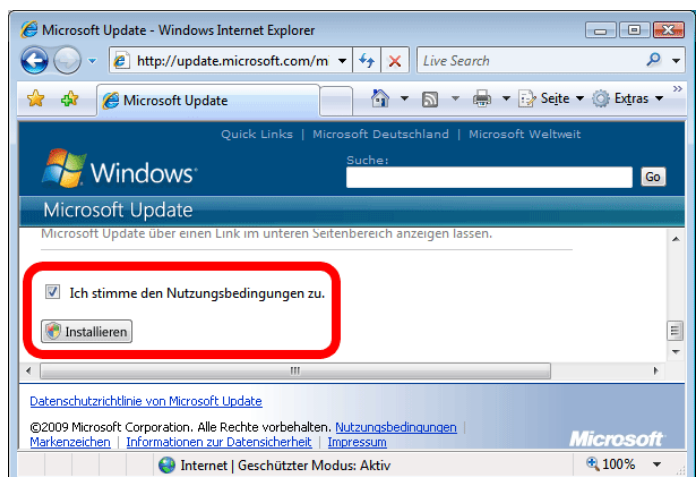 Microsoft Update - Windows Internet Explorer
http://update.microsoft.com/m
Live Search
Microsoft Update
Seite
Extras
Quick Links | Microsoft Deutschland | Microsoft Weltweit
Suche:
Windows
Go
Microsoft Update
Microsoft Update über einen Link im unteren Seitenbereich anzeigen lassen.
Ich stimme den Nutzungsbedingungen zu.
Installieren
Datenschutzrichtlinie von Microsoft Update
©2009 Microsoft Corporation. Alle Rechte vorbehalten. Nutzungsbedingungen |
Markenzeichen | Informationen zur Datensicherheit | Impressum
Microsoft
Internet | Geschützter Modus: Aktiv
100%